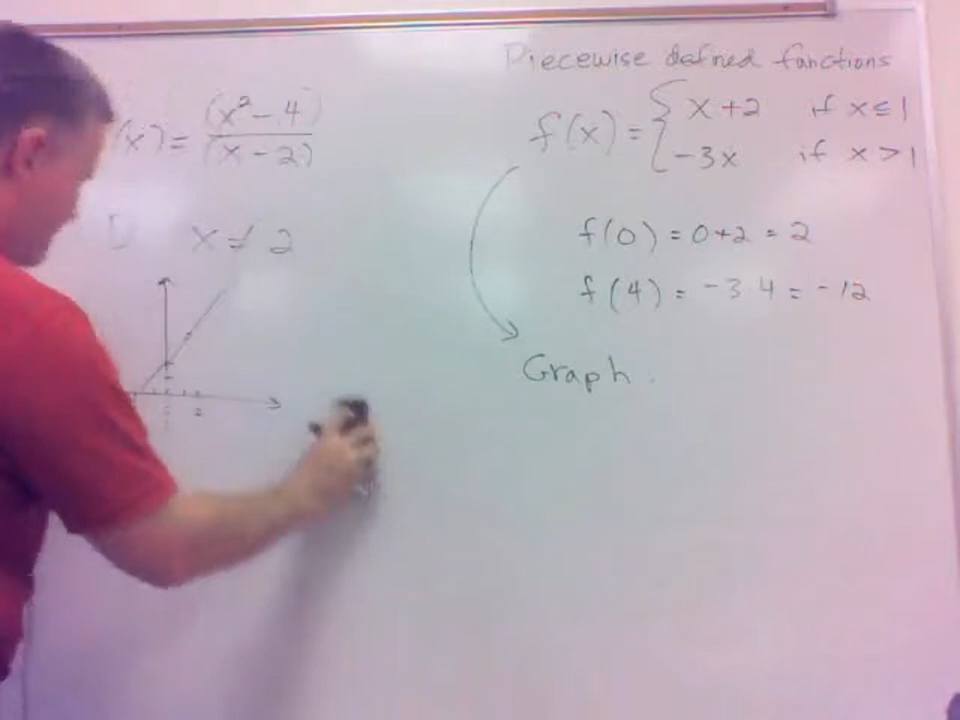 (x) = (x² - 4) / (x - 2)
D x ≠ 2
2
Piecewise defined functions
f(x) = { x + 2 if x ≤ 1
-3x if x > 1
f(0) = 0+2 = 2
f(4) = -3 4 = -12
Graph.